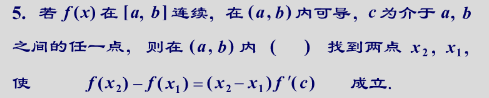 5. 若 f(x) 在 [a, b] 连续, 在 (a, b) 内可导, c 为介于 a, b
之间的任一点, 则在 (a, b) 内 (   ) 找到两点 x₂, x₁,
使 f(x₂) − f(x₁) = (x₂ − x₁) f ′(c) 成立.